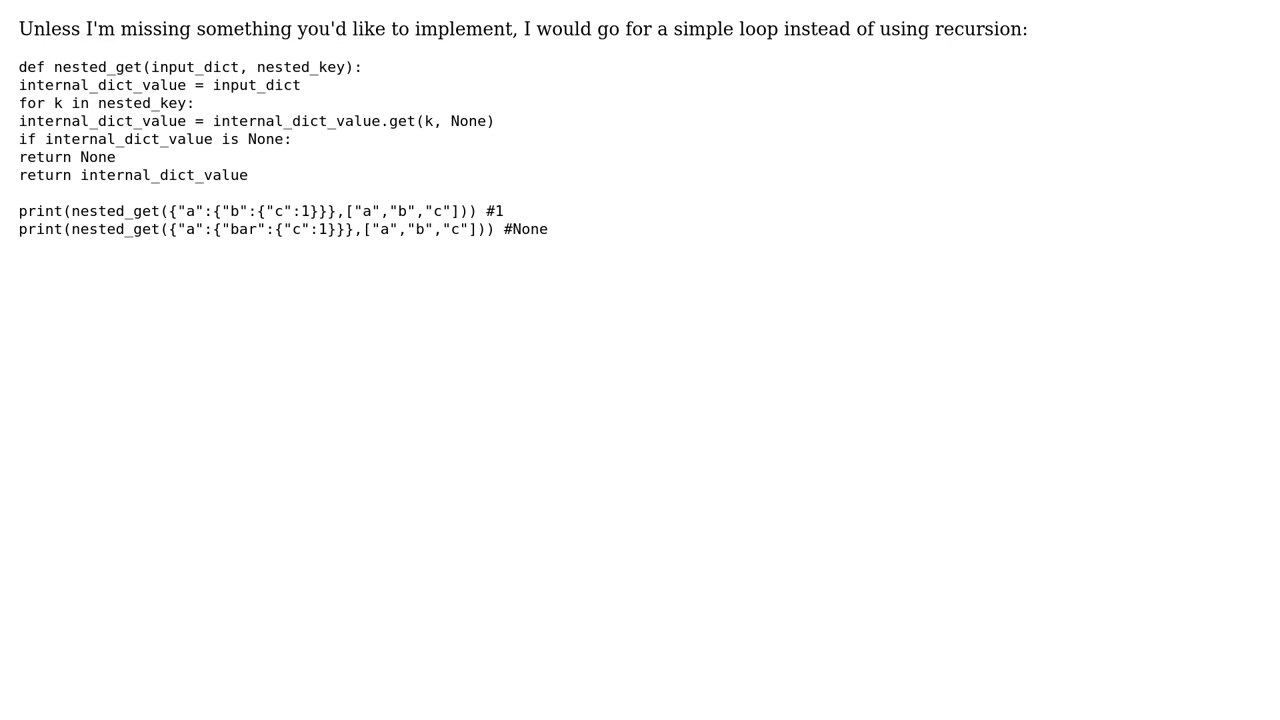 Unless I'm missing something you'd like to implement, I would go for a simple loop instead of using recursion:
def nested_get(input_dict, nested_key):
internal_dict_value = input_dict
for k in nested_key:
internal_dict_value = internal_dict_value.get(k, None)
if internal_dict_value is None:
return None
return internal_dict_value
print(nested_get({"a":{"b":{"c":1}}},["a","b","c"])) #1
print(nested_get({"a":{"bar":{"c":1}}},["a","b","c"])) #None